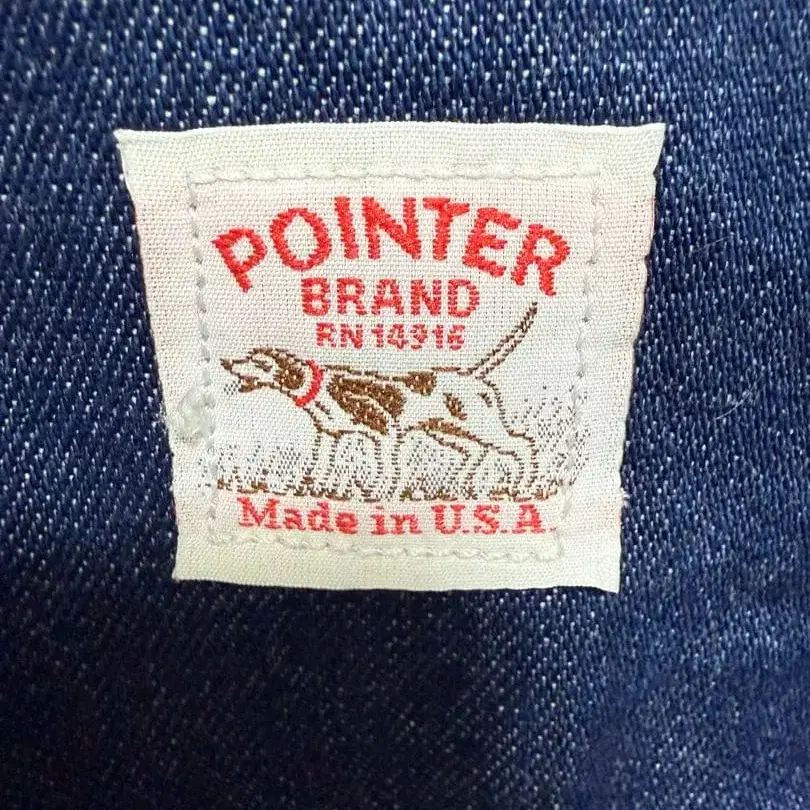 POINTER
BRAND
RN 14916
Made in U.S.A.